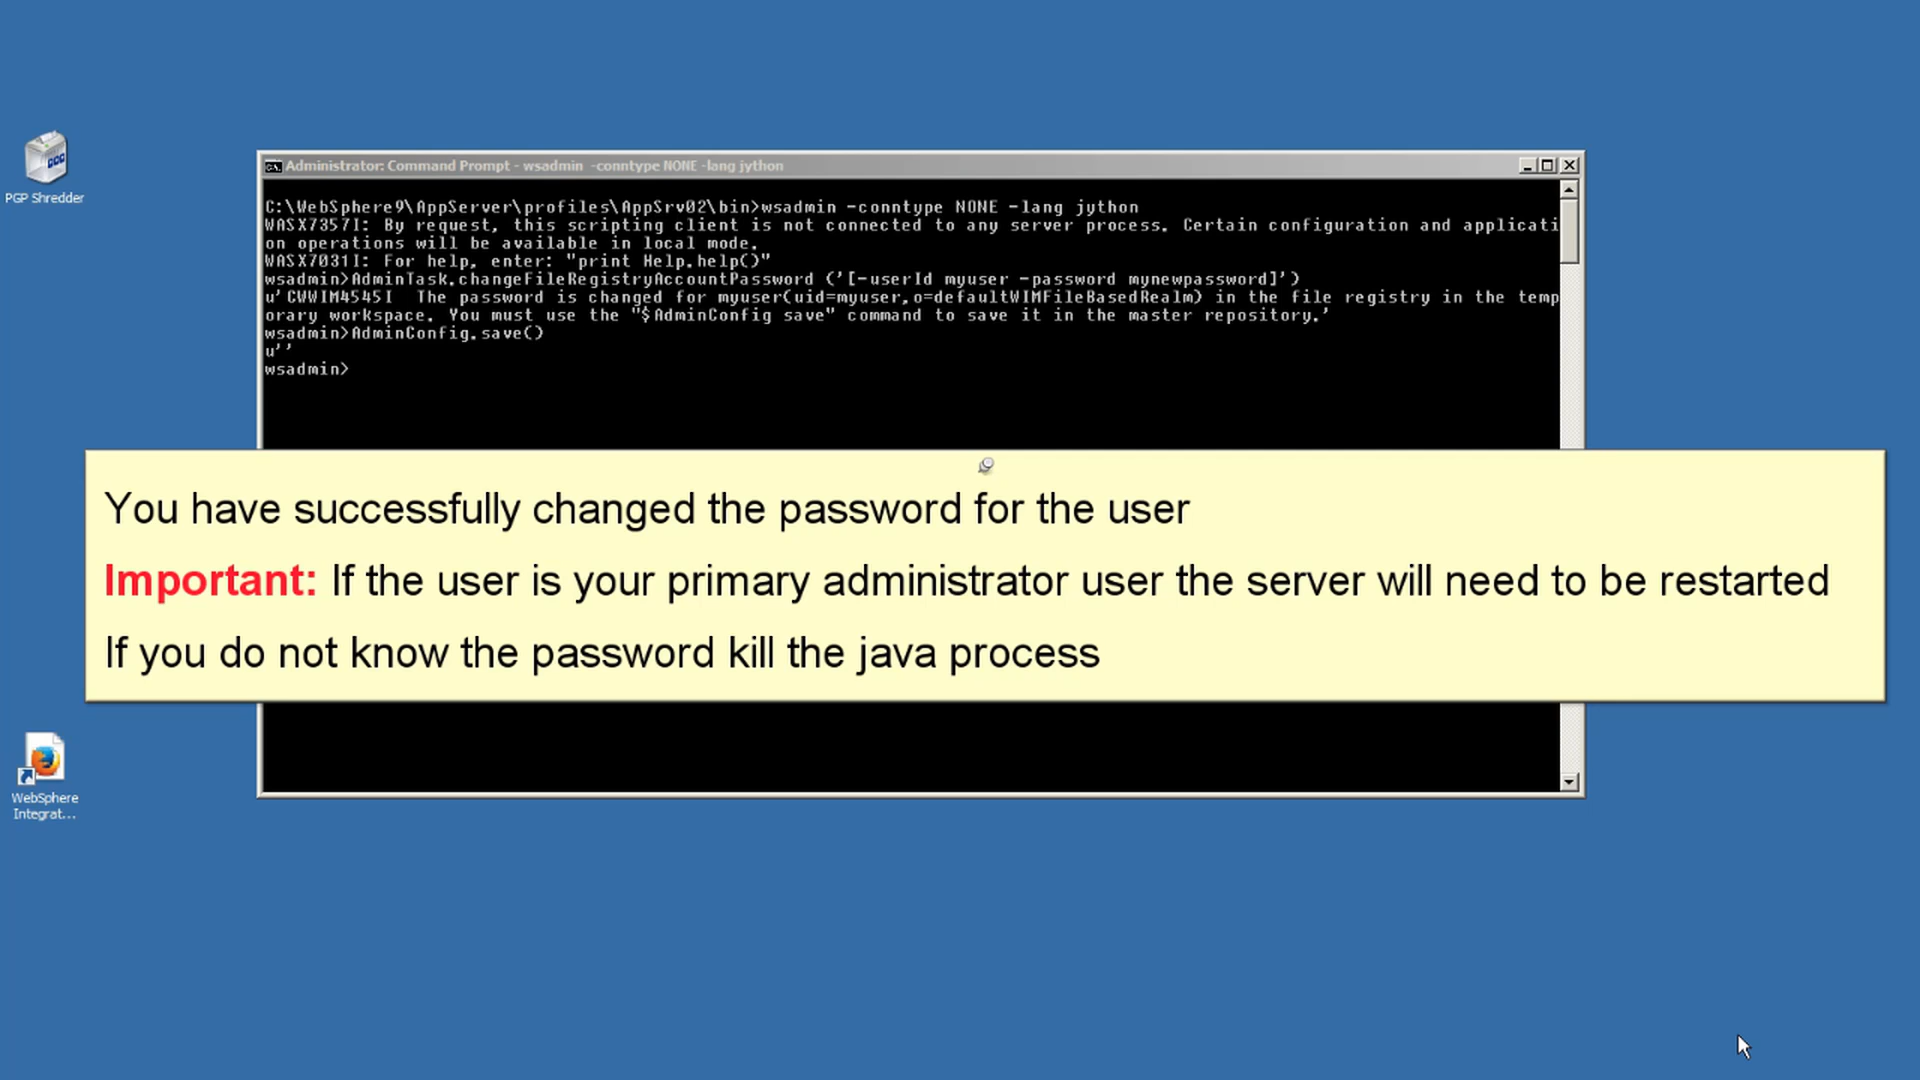 PGP Shredder
Administrator: Command Prompt - wsadmin  -conntype NONE -lang jython
C:\WebSphere9\AppServer\profiles\AppSrv02\bin>wsadmin -conntype NONE -lang jython
WASX7357I: By request, this scripting client is not connected to any server process. Certain configuration and applicati
on operations will be available in local mode.
WASX7031I: For help, enter: "print Help.help()"
wsadmin>AdminTask.changeFileRegistryAccountPassword ('[-userId myuser -password mynewpassword]')
u'CWWIM4545I  The password is changed for myuser(uid=myuser,o=defaultWIMFileBasedRealm) in the file registry in the temp
orary workspace. You must use the "$AdminConfig save" command to save it in the master repository.'
wsadmin>AdminConfig.save()
u''
wsadmin>
You have successfully changed the password for the user
Important: If the user is your primary administrator user the server will need to be restarted
If you do not know the password kill the java process
WebSphere
Integrat...